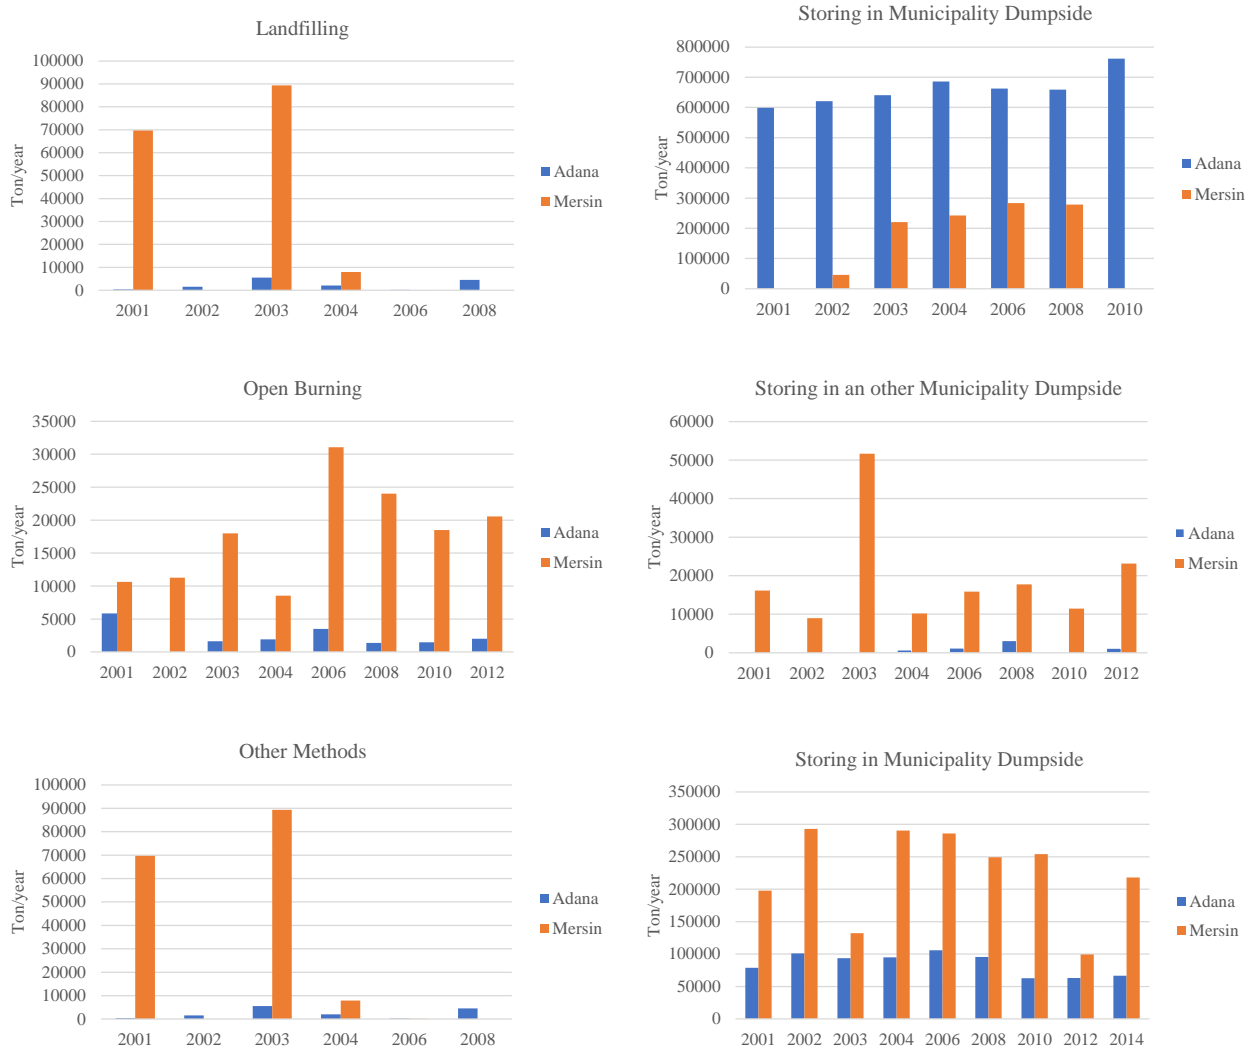 Landfilling
100000
90000
80000
70000
60000
50000
40000
30000
20000
10000
0
Ton/year
2001 2002 2003 2004 2006 2008
Adana
Mersin
Storing in Municipality Dumpside
800000
700000
600000
500000
400000
300000
200000
100000
0
Ton/year
2001 2002 2003 2004 2006 2008 2010
Adana
Mersin
Open Burning
35000
30000
25000
20000
15000
10000
5000
0
Ton/year
2001 2002 2003 2004 2006 2008 2010 2012
Adana
Mersin
Storing in an other Municipality Dumpside
60000
50000
40000
30000
20000
10000
0
Ton/year
2001 2002 2003 2004 2006 2008 2010 2012
Adana
Mersin
Other Methods
100000
90000
80000
70000
60000
50000
40000
30000
20000
10000
0
Ton/year
2001 2002 2003 2004 2006 2008
Adana
Mersin
Storing in Municipality Dumpside
350000
300000
250000
200000
150000
100000
50000
0
Ton/year
2001 2002 2003 2004 2006 2008 2010 2012 2014
Adana
Mersin